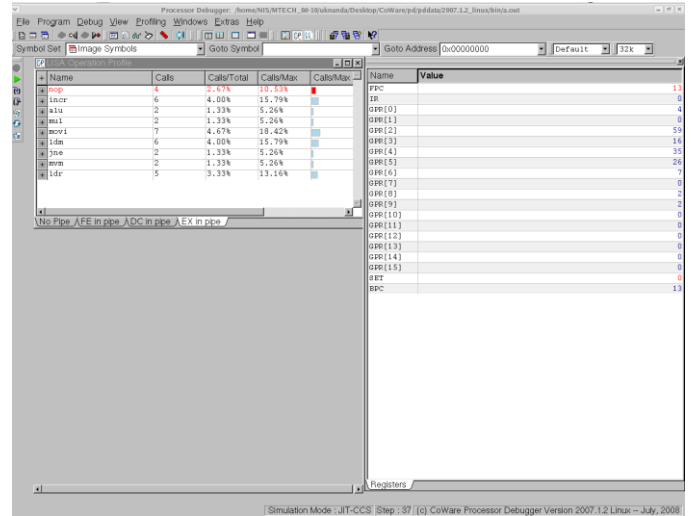 Processor Debugger: /home/NIS/MTECH_08-10/uknanda/Desktop/CoWare/pd/pddata/2007.1.2_linux/bin/a.out
File Program Debug View Profiling Windows Extras Help
Symbol Set Image Symbols Goto Symbol Goto Address 0x00000000 Default 32k
LISA Operation Profile
+ Name Calls Calls/Total Calls/Max Calls/Max
nop 4 2.67% 10.53%
incr 6 4.00% 15.79%
alu 2 1.33% 5.26%
mul 2 1.33% 5.26%
movi 7 4.67% 18.42%
ldm 6 4.00% 15.79%
jne 2 1.33% 5.26%
mvm 2 1.33% 5.26%
ldr 5 3.33% 13.16%
No Pipe FE in pipe DC in pipe EX in pipe
Name Value
FPC 13
IR 0
GPR[0] 4
GPR[1] 0
GPR[2] 59
GPR[3] 16
GPR[4] 35
GPR[5] 26
GPR[6] 7
GPR[7] 0
GPR[8] 2
GPR[9] 2
GPR[10] 0
GPR[11] 0
GPR[12] 0
GPR[13] 0
GPR[14] 0
GPR[15] 0
SET 0
BPC 13
Registers
Simulation Mode : JIT-CCS Step : 37 (c) CoWare Processor Debugger Version 2007.1.2 Linux -- July, 2008